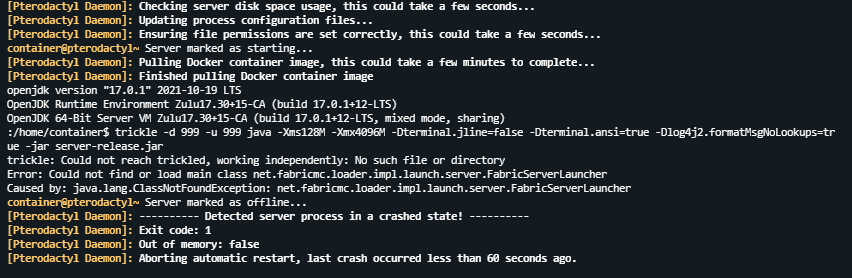 [Pterodactyl Daemon]: Checking server disk space usage, this could take a few seconds...
[Pterodactyl Daemon]: Updating process configuration files...
[Pterodactyl Daemon]: Ensuring file permissions are set correctly, this could take a few seconds...
container@pterodactyl~ Server marked as starting...
[Pterodactyl Daemon]: Pulling Docker container image, this could take a few minutes to complete...
[Pterodactyl Daemon]: Finished pulling Docker container image
openjdk version "17.0.1" 2021-10-19 LTS
OpenJDK Runtime Environment Zulu17.30+15-CA (build 17.0.1+12-LTS)
OpenJDK 64-Bit Server VM Zulu17.30+15-CA (build 17.0.1+12-LTS, mixed mode, sharing)
:/home/container$ trickle -d 999 -u 999 java -Xms128M -Xmx4096M -Dterminal.jline=false -Dterminal.ansi=true -Dlog4j2.formatMsgNoLookups=tr
ue -jar server-release.jar
trickle: Could not reach trickled, working independently: No such file or directory
Error: Could not find or load main class net.fabricmc.loader.impl.launch.server.FabricServerLauncher
Caused by: java.lang.ClassNotFoundException: net.fabricmc.loader.impl.launch.server.FabricServerLauncher
container@pterodactyl~ Server marked as offline...
[Pterodactyl Daemon]: ---------- Detected server process in a crashed state! ----------
[Pterodactyl Daemon]: Exit code: 1
[Pterodactyl Daemon]: Out of memory: false
[Pterodactyl Daemon]: Aborting automatic restart, last crash occurred less than 60 seconds ago.